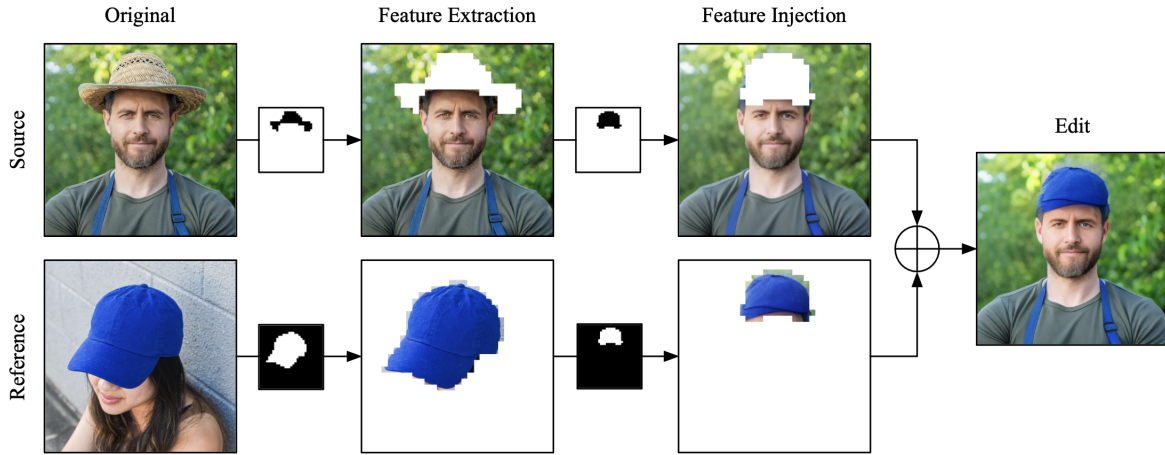 Original
Feature Extraction
Feature Injection
Source
Edit
Reference